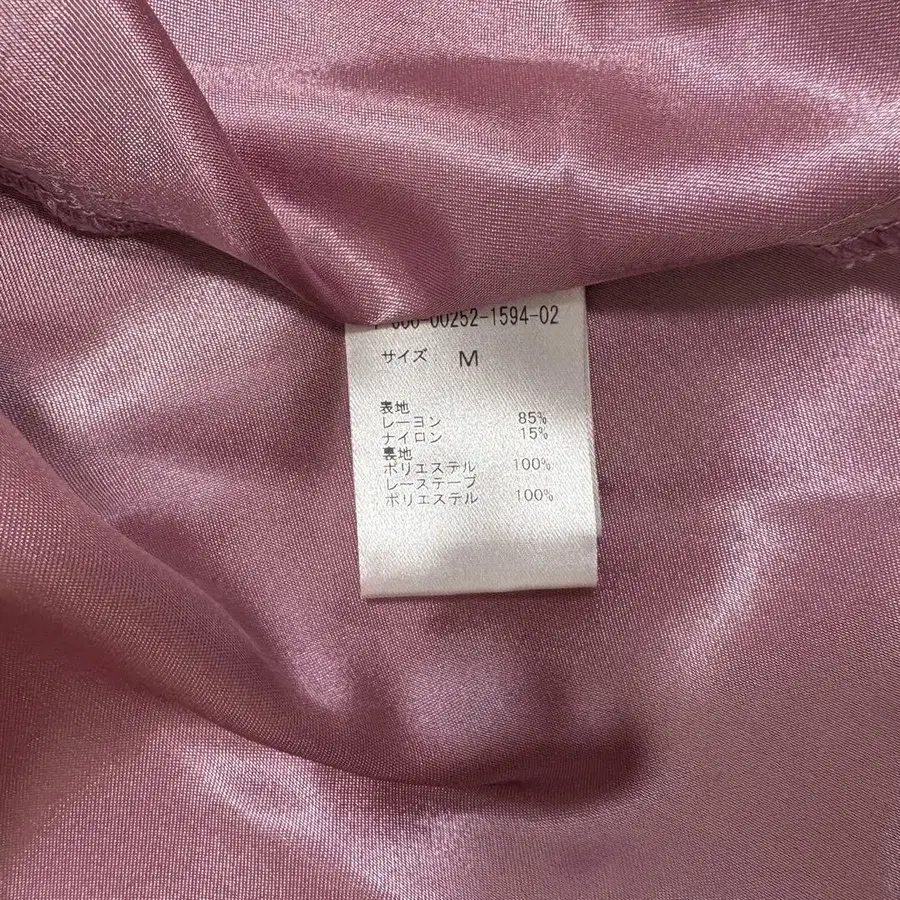 00252-1594-02
サイズ : M
表地
レーヨン 85%
ナイロン 15%
裏地
ポリエステル 100%
レーステープ
ポリエステル 100%